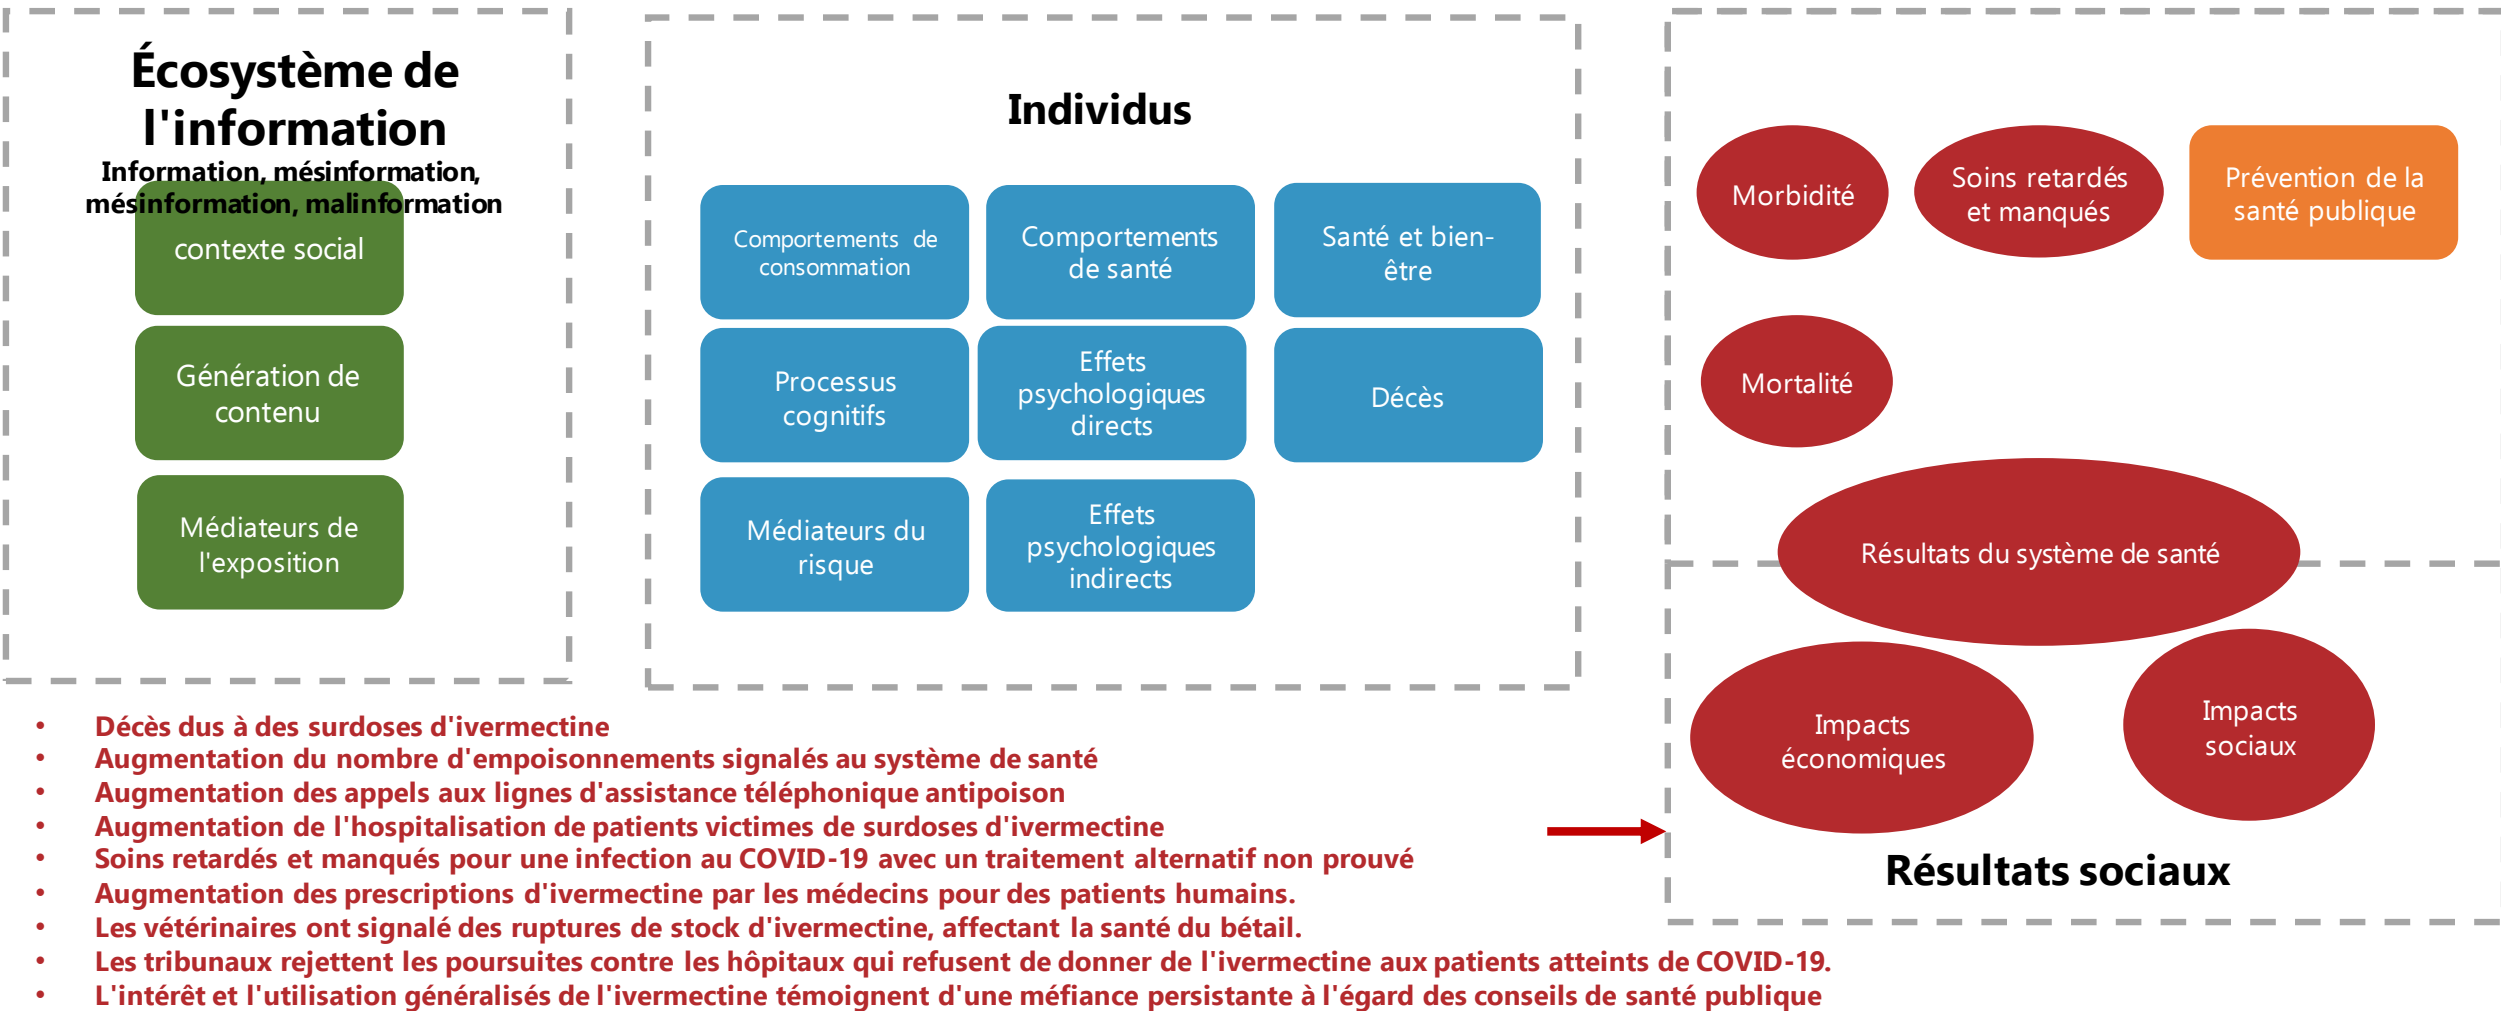 Écosystème de
l'information
Information, mésinformation,
mésinformation, malinformation
contexte social
Génération de
contenu
Médiateurs de
l'exposition
Individus
Comportements de
consommation
Comportements
de santé
Santé et bien-
être
Processus
cognitifs
Effets
psychologiques
directs
Décès
Médiateurs du
risque
Effets
psychologiques
indirects
Morbidité
Soins retardés
et manqués
Prévention de la
santé publique
Mortalité
Résultats du système de santé
Impacts
économiques
Impacts
sociaux
Résultats sociaux
• Décès dus à des surdoses d'ivermectine
• Augmentation du nombre d'empoisonnements signalés au système de santé
• Augmentation des appels aux lignes d'assistance téléphonique antipoison
• Augmentation de l'hospitalisation de patients victimes de surdoses d'ivermectine
• Soins retardés et manqués pour une infection au COVID-19 avec un traitement alternatif non prouvé
• Augmentation des prescriptions d'ivermectine par les médecins pour des patients humains.
• Les vétérinaires ont signalé des ruptures de stock d'ivermectine, affectant la santé du bétail.
• Les tribunaux rejettent les poursuites contre les hôpitaux qui refusent de donner de l'ivermectine aux patients atteints de COVID-19.
• L'intérêt et l'utilisation généralisés de l'ivermectine témoignent d'une méfiance persistante à l'égard des conseils de santé publique